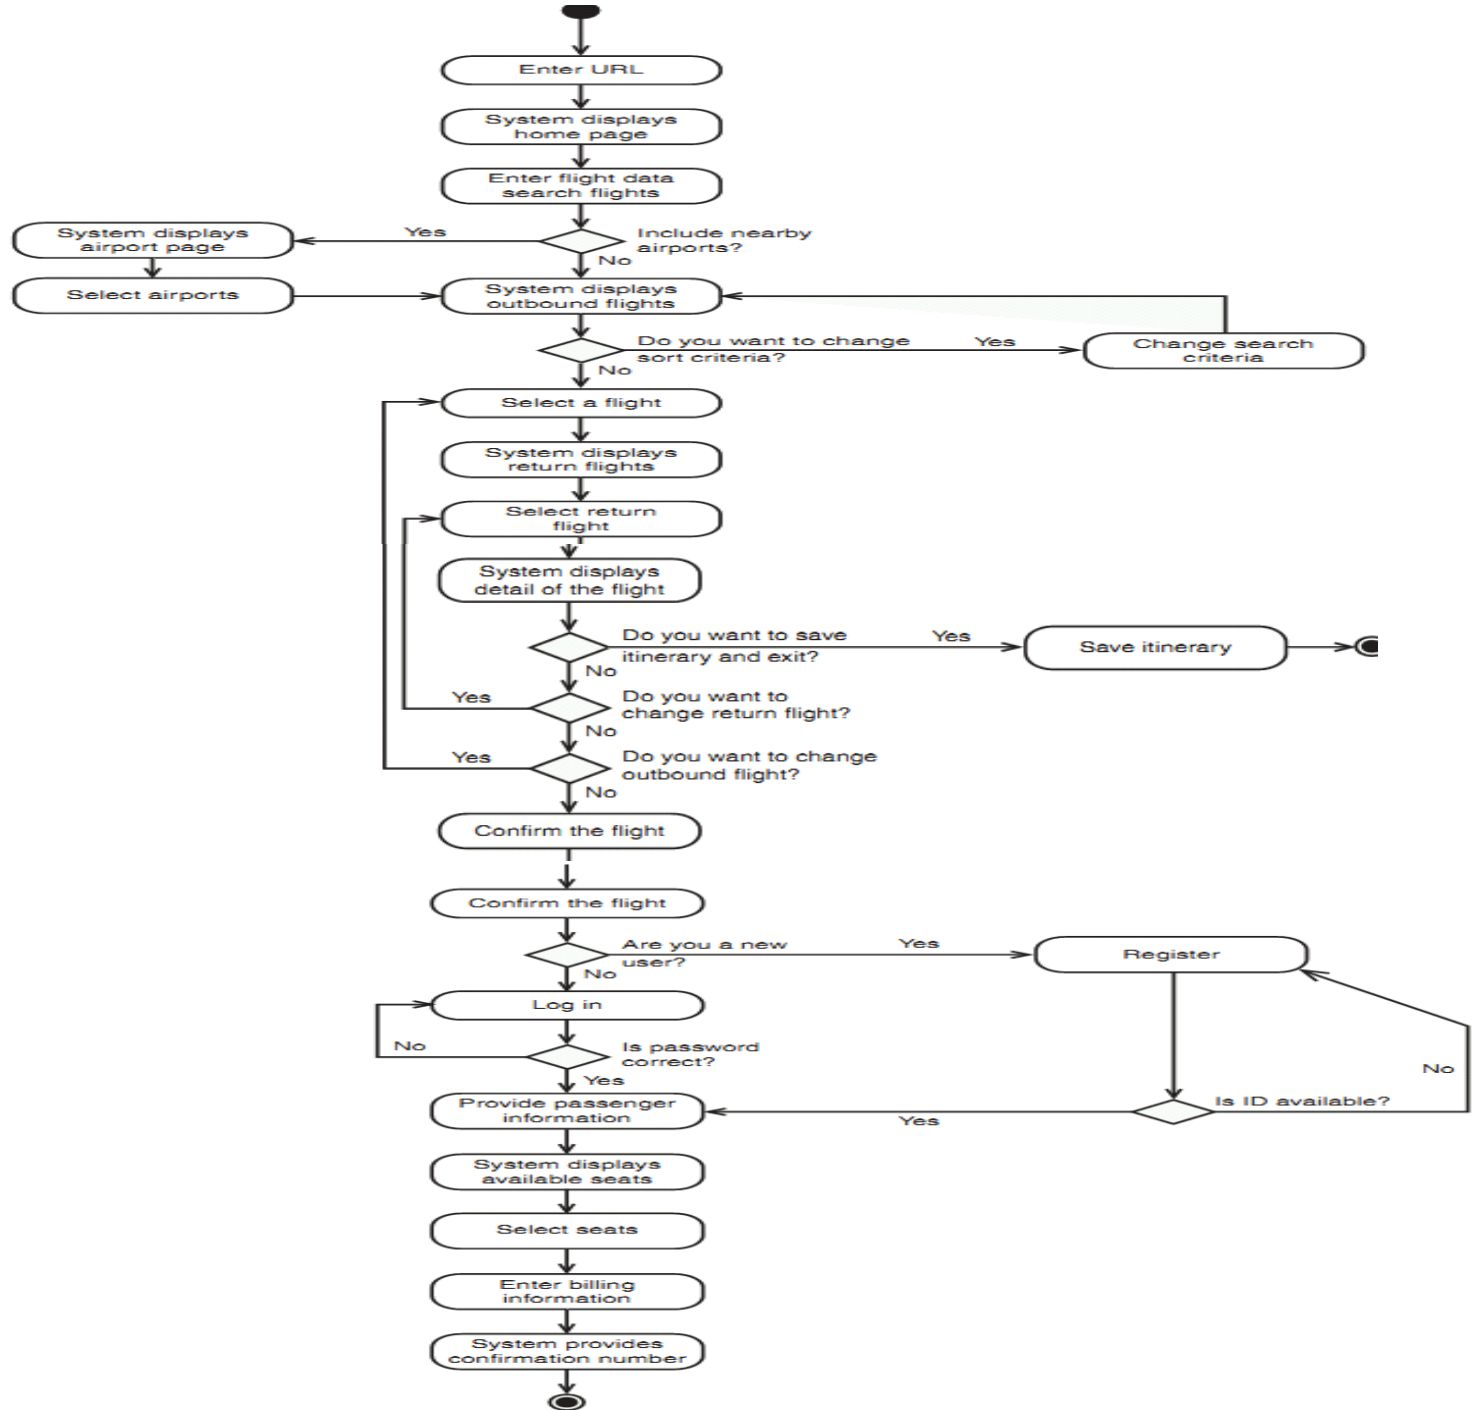 Enter URL
System displays
home page
Enter flight data
search flights
System displays
airport page
Yes
Include nearby
airports?
No
Select airports
System displays
outbound flights
Do you want to change
sort criteria?
Yes
Change search
criteria
No
Select a flight
System displays
return flights
Select return
flight
System displays
detail of the flight
Do you want to save
itinerary and exit?
Yes
Save itinerary
No
Yes
Do you want to
change return flight?
No
Yes
Do you want to change
outbound flight?
No
Confirm the flight
Confirm the flight
Are you a new
user?
Yes
Register
No
Log in
No
Is password
correct?
Yes
No
Provide passenger
information
Yes
Is ID available?
System displays
available seats
Select seats
Enter billing
information
System provides
confirmation number